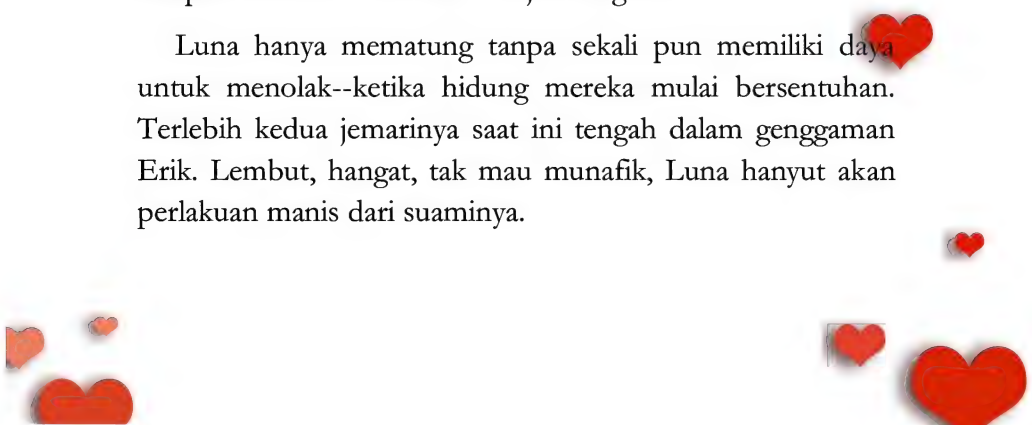 Luna hanya mematung tanpa sekali pun memiliki daya
untuk menolak--ketika hidung mereka mulai bersentuhan.
Terlebih kedua jemarinya saat ini tengah dalam genggaman
Erik. Lembut, hangat, tak mau munafik, Luna hanyut akan
perlakuan manis dari suaminya.